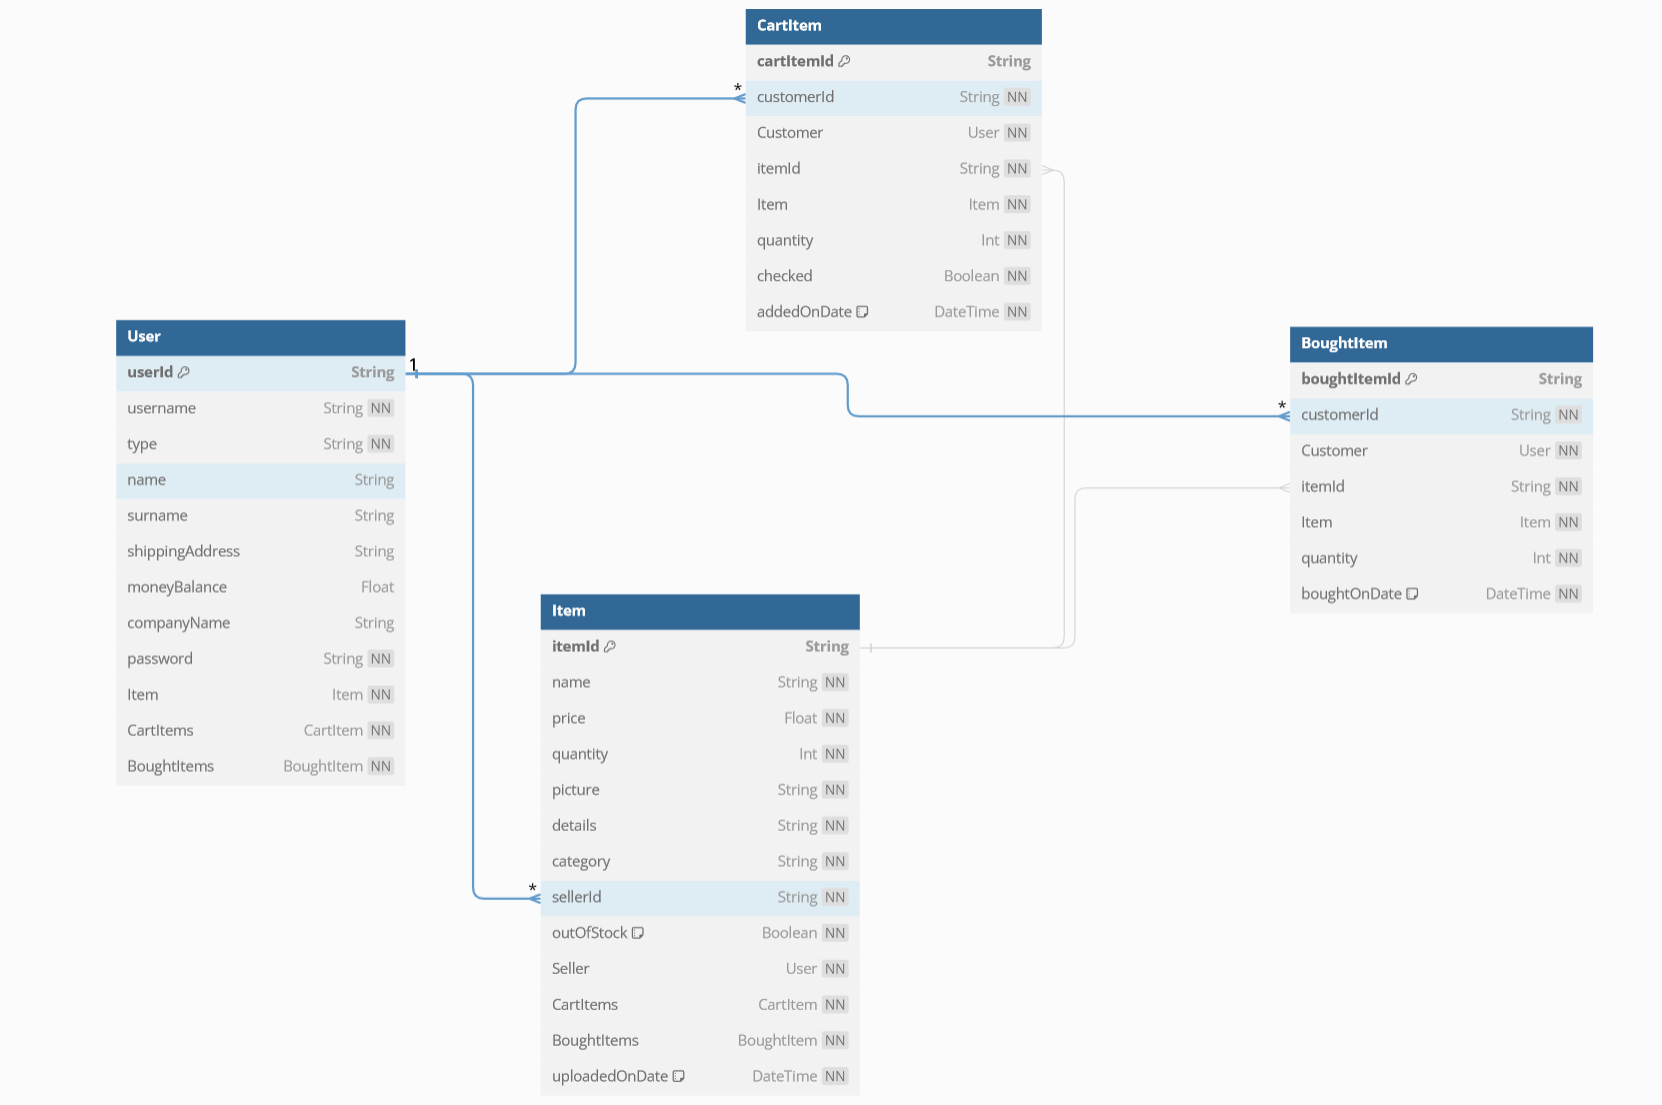 CartItem
cartItemId String
* customerId String NN
Customer User NN
itemId String NN
Item Item NN
quantity Int NN
checked Boolean NN
addedOnDate DateTime NN
User
userId String 1
username String NN
type String NN
name String
surname String
shippingAddress String
moneyBalance Float
companyName String
password String NN
Item Item NN
CartItems CartItem NN
BoughtItems BoughtItem NN
BoughtItem
boughtItemId String
* customerId String NN
Customer User NN
itemId String NN
Item Item NN
quantity Int NN
boughtOnDate DateTime NN
Item
itemId String
name String NN
price Float NN
quantity Int NN
picture String NN
details String NN
category String NN
* sellerId String NN
outOfStock Boolean NN
Seller User NN
CartItems CartItem NN
BoughtItems BoughtItem NN
uploadedOnDate DateTime NN